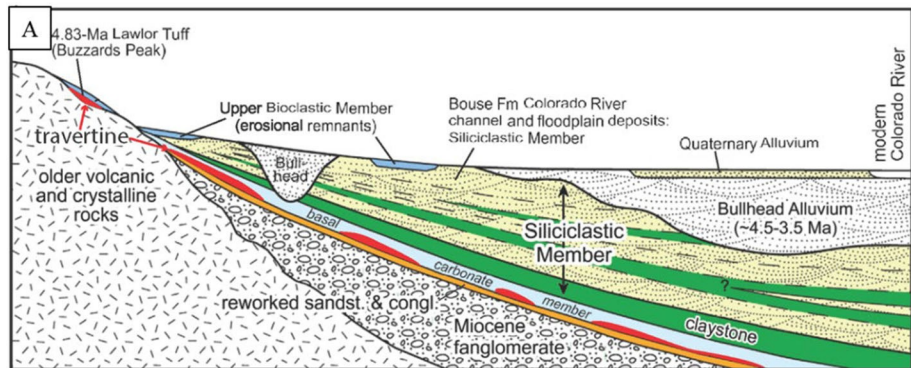 A
4.83-Ma Lawlor Tuff
(Buzzards Peak)
travertine
older volcanic
and crystalline
rocks
Upper Bioclastic Member
(erosional remnants)
Bull-
head
Bouse Fm Colorado River
channel and floodplain deposits:
Siliciclastic Member
Quaternary Alluvium
modern
Colorado River
Bullhead Alluvium
(~4.5-3.5 Ma)
Siliciclastic
Member
?
basal carbonate member
claystone
reworked sandst. & congl
Miocene
fanglomerate